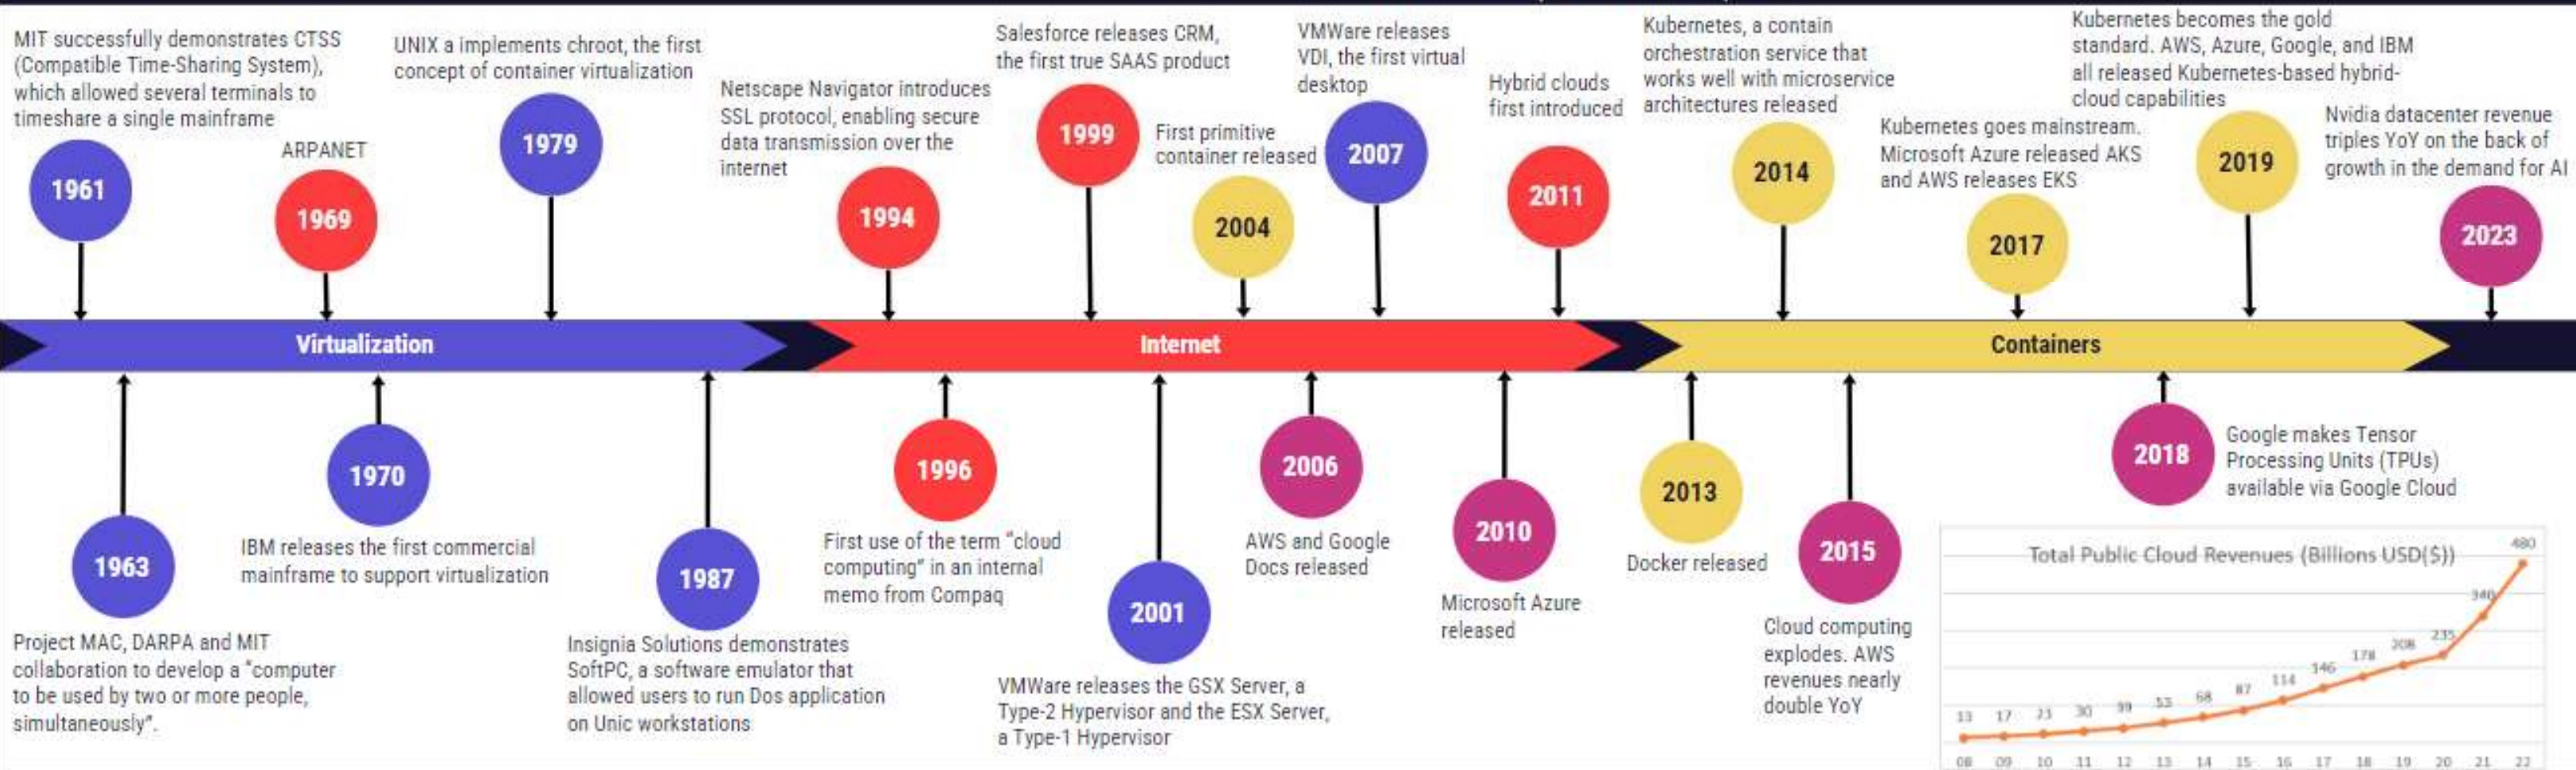 MIT successfully demonstrates CTSS
(Compatible Time-Sharing System),
which allowed several terminals to
timeshare a single mainframe
1961
ARPANET
1969
UNIX a implements chroot, the first
concept of container virtualization
1979
Netscape Navigator introduces
SSL protocol, enabling secure
data transmission over the
internet
1994
Salesforce releases CRM,
the first true SAAS product
1999
First primitive
container released
2004
VMWare releases
VDI, the first virtual
desktop
2007
Hybrid clouds
first introduced
2011
Kubernetes, a contain
orchestration service that
works well with microservice
architectures released
2014
Kubernetes goes mainstream.
Microsoft Azure released AKS
and AWS releases EKS
2017
Kubernetes becomes the gold
standard. AWS, Azure, Google, and IBM
all released Kubernetes-based hybrid-
cloud capabilities
2019
Nvidia datacenter revenue
triples YoY on the back of
growth in the demand for AI
2023
Virtualization
Internet
Containers
1963
Project MAC, DARPA and MIT
collaboration to develop a “computer
to be used by two or more people,
simultaneously”.
1970
IBM releases the first commercial
mainframe to support virtualization
1987
Insignia Solutions demonstrates
SoftPC, a software emulator that
allowed users to run Dos application
on Unic workstations
1996
First use of the term “cloud
computing” in an internal
memo from Compaq
2001
VMWare releases the GSX Server, a
Type-2 Hypervisor and the ESX Server,
a Type-1 Hypervisor
2006
AWS and Google
Docs released
2010
Microsoft Azure
released
2013
Docker released
2015
Cloud computing
explodes. AWS
revenues nearly
double YoY
2018
Google makes Tensor
Processing Units (TPUs)
available via Google Cloud
Total Public Cloud Revenues (Billions USD($))
13 17 23 30 39 53 68 87 114 146 178 208 235 340 480
08 09 10 11 12 13 14 15 16 17 18 19 20 21 22